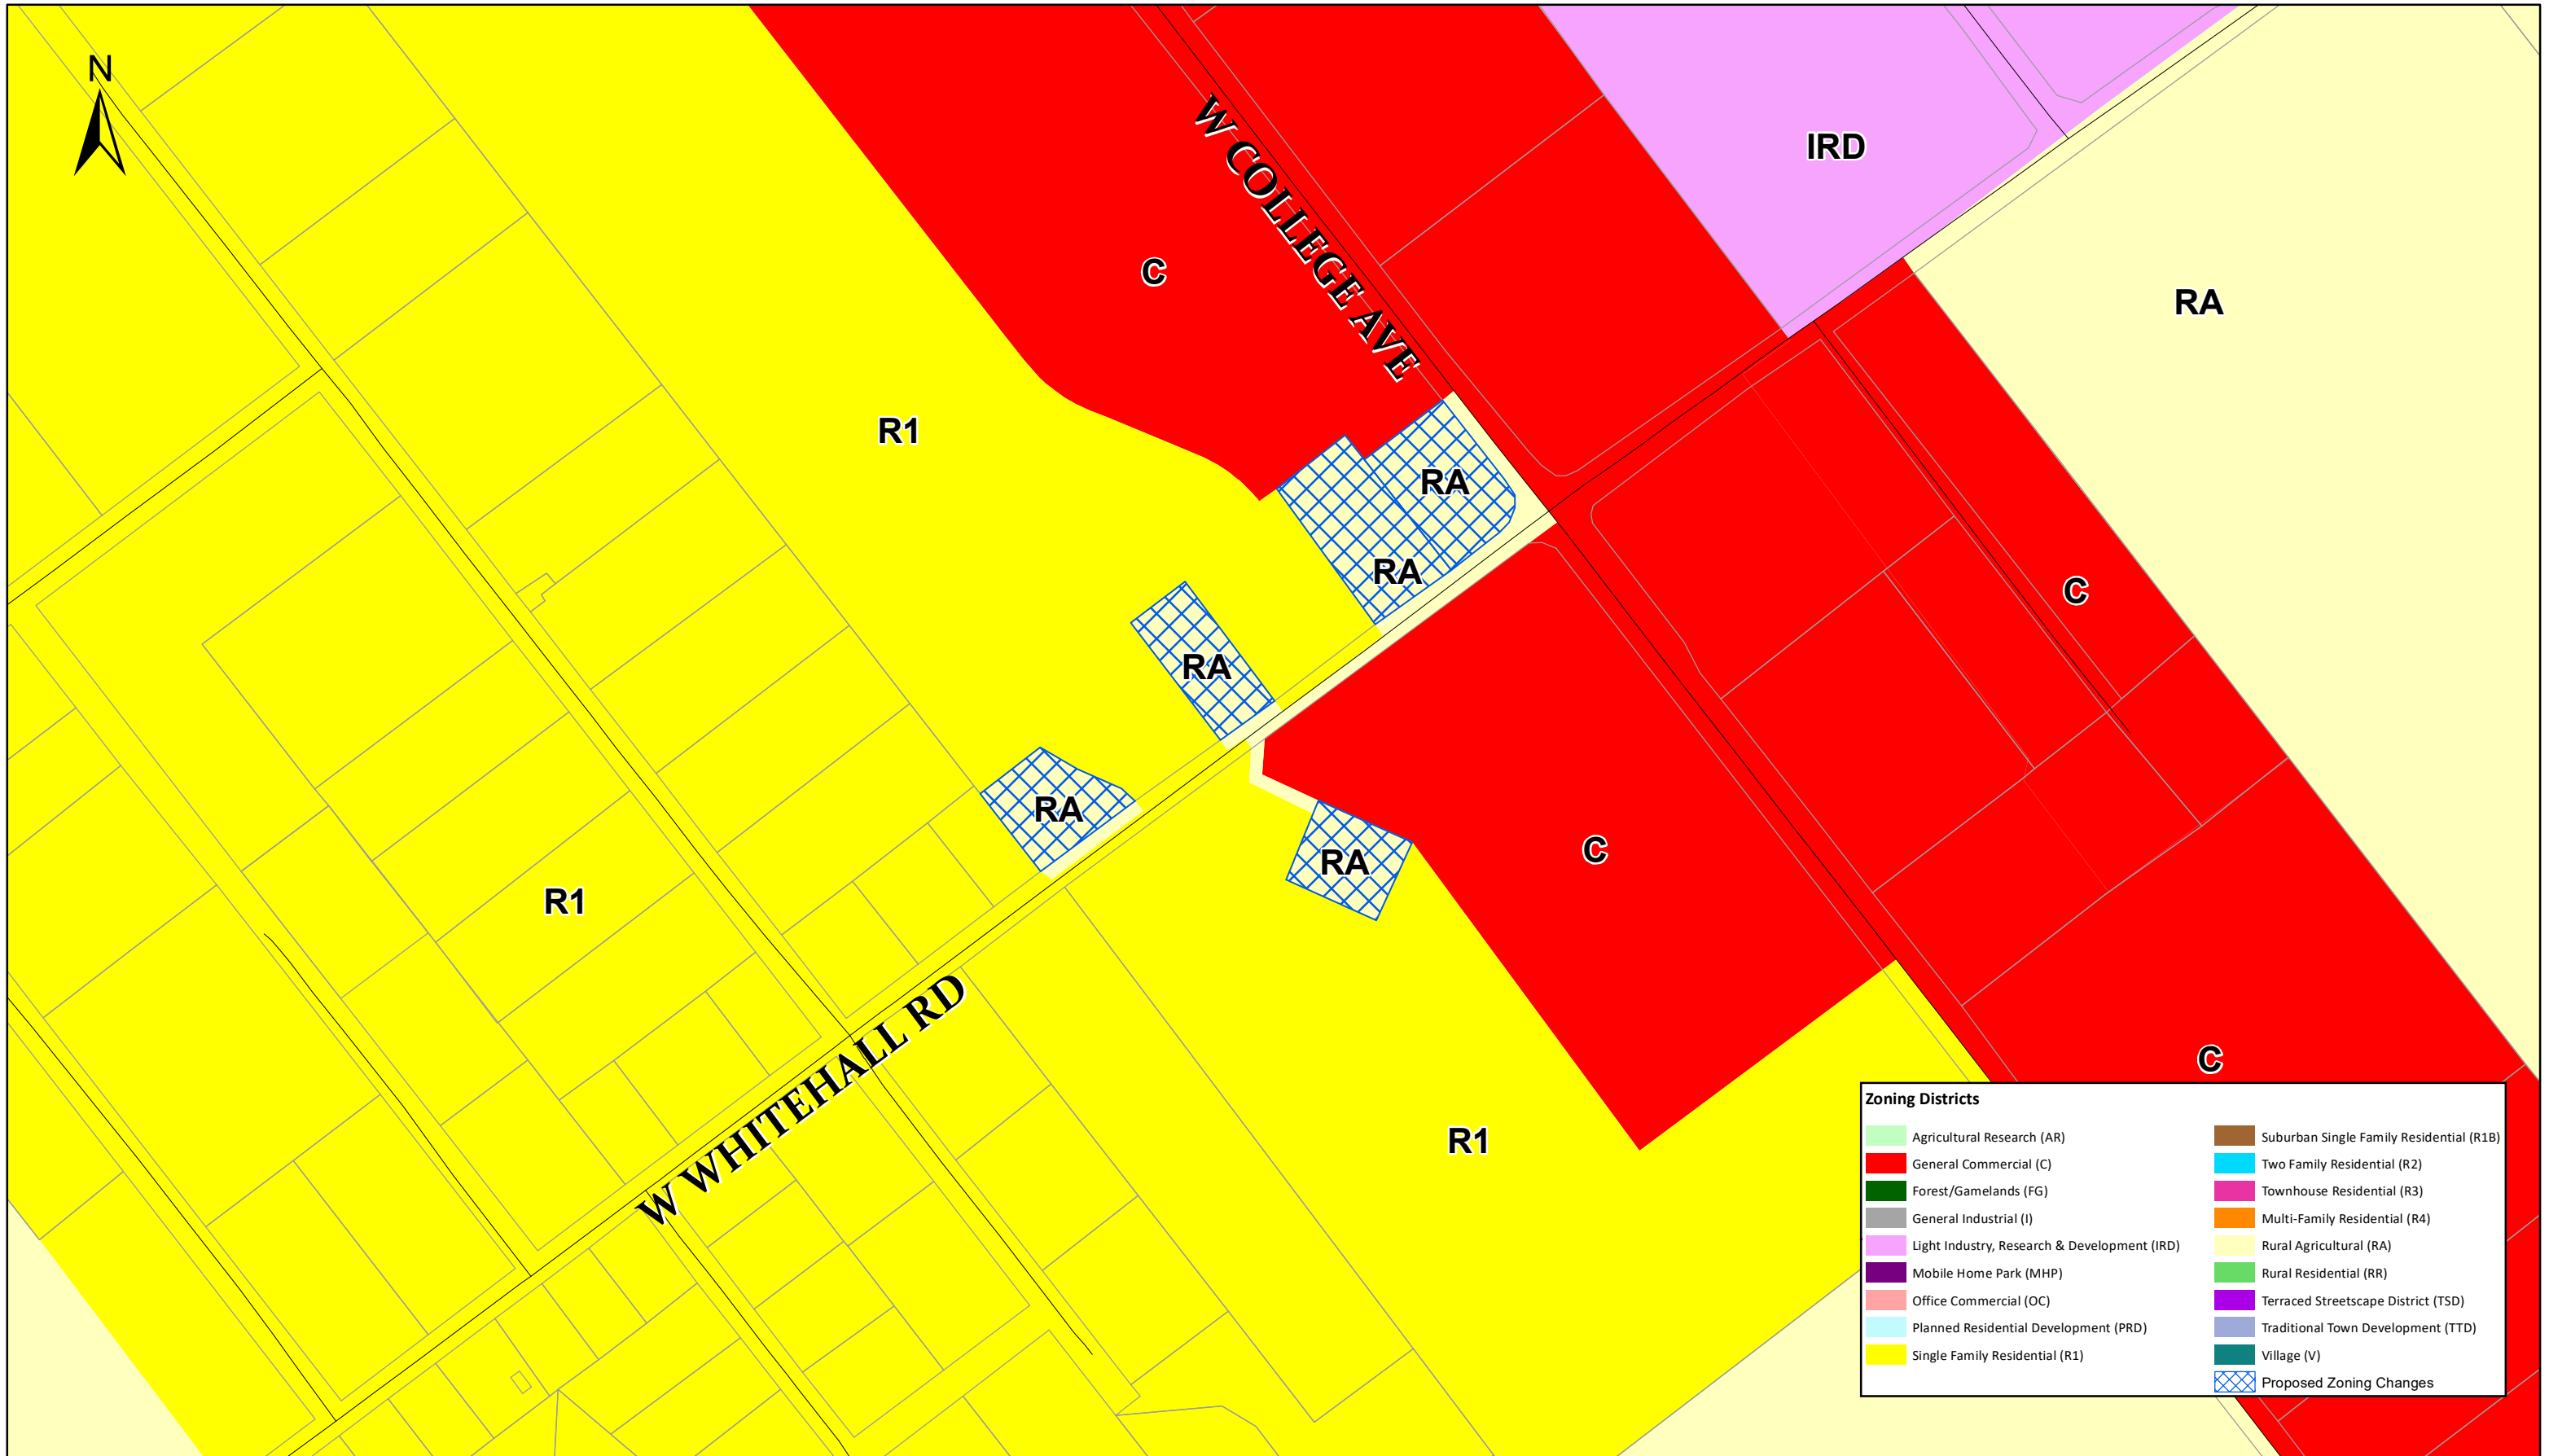 N
W COLLEGE AVE
IRD
C
RA
R1
RA
RA
C
RA
RA
RA
C
R1
C
W WHITEHALL RD
R1
Zoning Districts
Agricultural Research (AR)
General Commercial (C)
Forest/Gamelands (FG)
General Industrial (I)
Light Industry, Research & Development (IRD)
Mobile Home Park (MHP)
Office Commercial (OC)
Planned Residential Development (PRD)
Single Family Residential (R1)
Suburban Single Family Residential (R1B)
Two Family Residential (R2)
Townhouse Residential (R3)
Multi-Family Residential (R4)
Rural Agricultural (RA)
Rural Residential (RR)
Terraced Streetscape District (TSD)
Traditional Town Development (TTD)
Village (V)
Proposed Zoning Changes